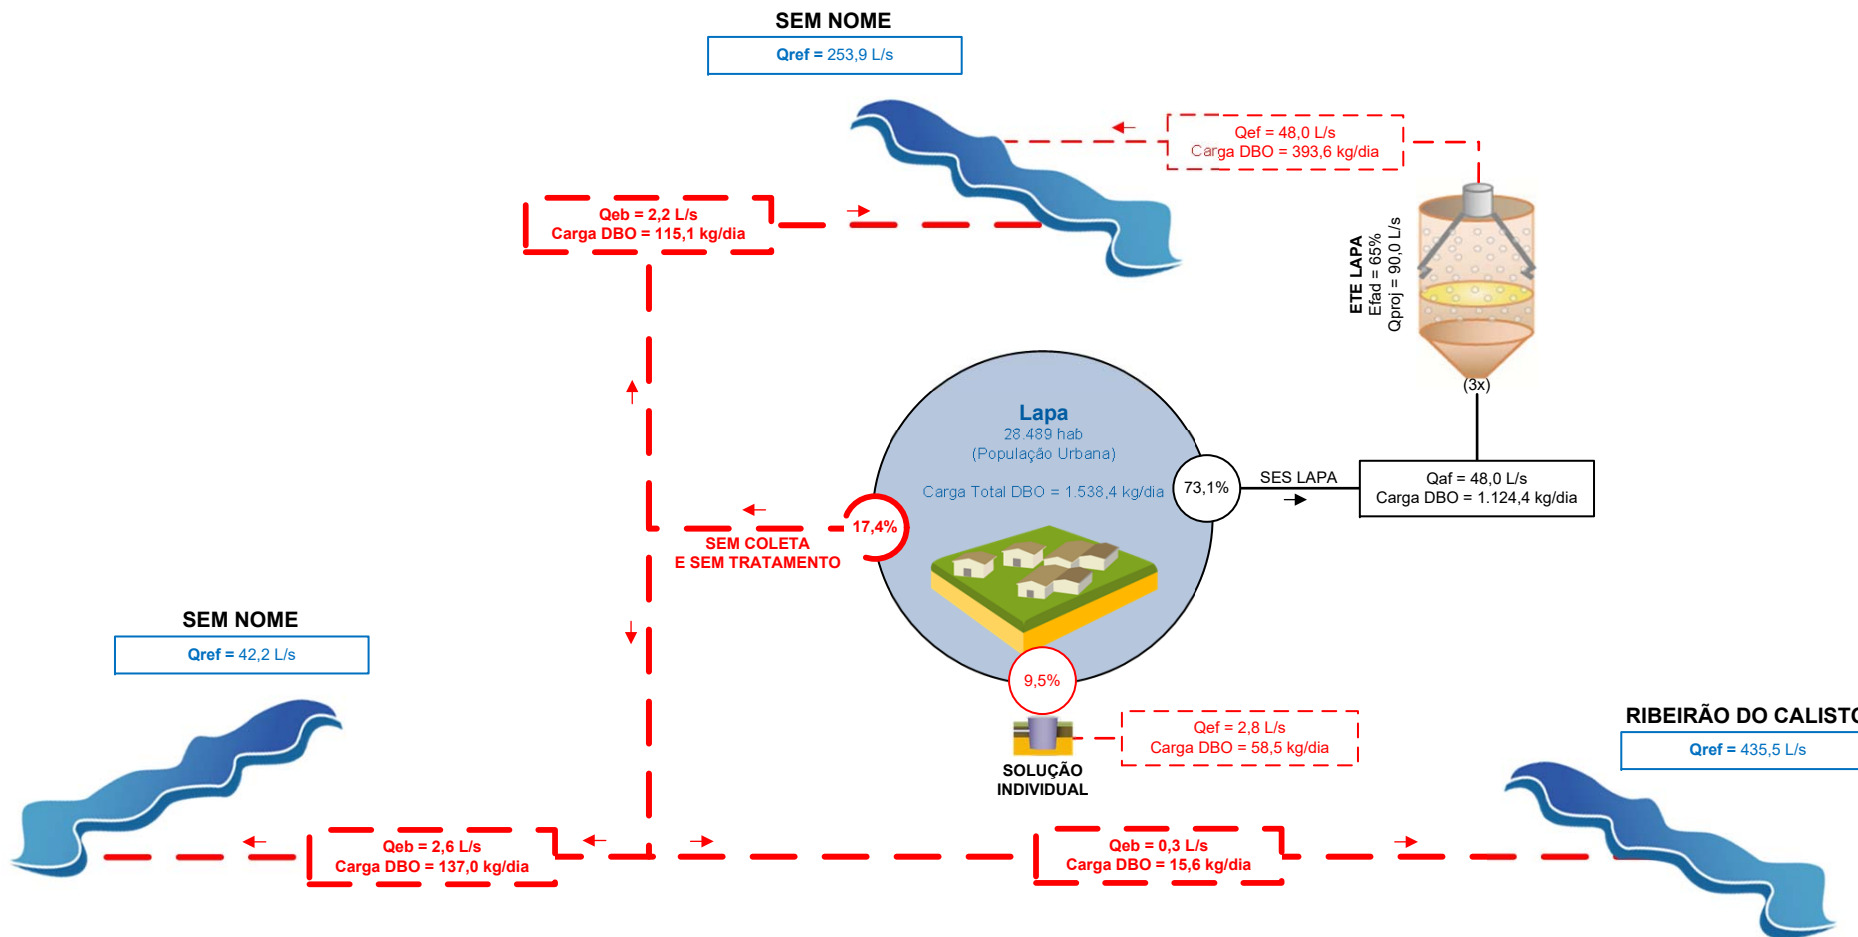 SEM NOME
Qref = 253,9 L/s
Qef = 48,0 L/s
Carga DBO = 393,6 kg/dia
Qeb = 2,2 L/s
Carga DBO = 115,1 kg/dia
ETE LAPA
Efad = 65%
Qproj = 90,0 L/s
(3x)
Lapa
28.489 hab
(População Urbana)
Carga Total DBO = 1.538,4 kg/dia
73,1%
SES LAPA
Qaf = 48,0 L/s
Carga DBO = 1.124,4 kg/dia
17,4%
SEM COLETA
E SEM TRATAMENTO
SEM NOME
Qref = 42,2 L/s
9,5%
SOLUÇÃO
INDIVIDUAL
Qef = 2,8 L/s
Carga DBO = 58,5 kg/dia
RIBEIRÃO DO CALISTO
Qref = 435,5 L/s
Qeb = 2,6 L/s
Carga DBO = 137,0 kg/dia
Qeb = 0,3 L/s
Carga DBO = 15,6 kg/dia